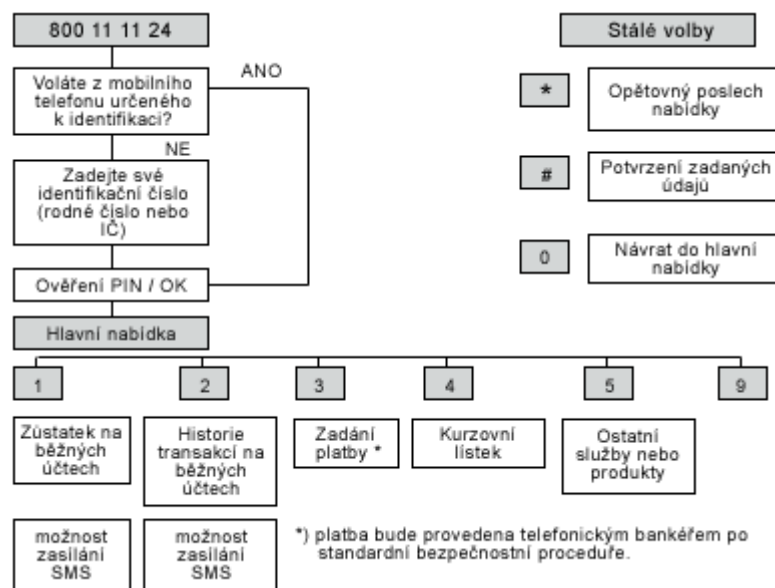 800 11 11 24
Voláte z mobilního
telefonu určeného
k identifikaci?
ANO
NE
Zadejte své
identifikační číslo
(rodné číslo nebo
IČ)
Ověření PIN / OK
Hlavní nabídka
Stálé volby
*
Opětovný poslech
nabídky
#
Potvrzení zadaných
údajů
0
Návrat do hlavní
nabídky
1
2
3
4
5
9
Zůstatek na
běžných
účtech
Historie
transakcí na
běžných
účtech
Zadání
platby *
Kurzovní
lístek
Ostatní
služby nebo
produkty
možnost
zasílání
SMS
možnost
zasílání
SMS
*) platba bude provedena telefonickým bankéřem po
standardní bezpečnostní proceduře.